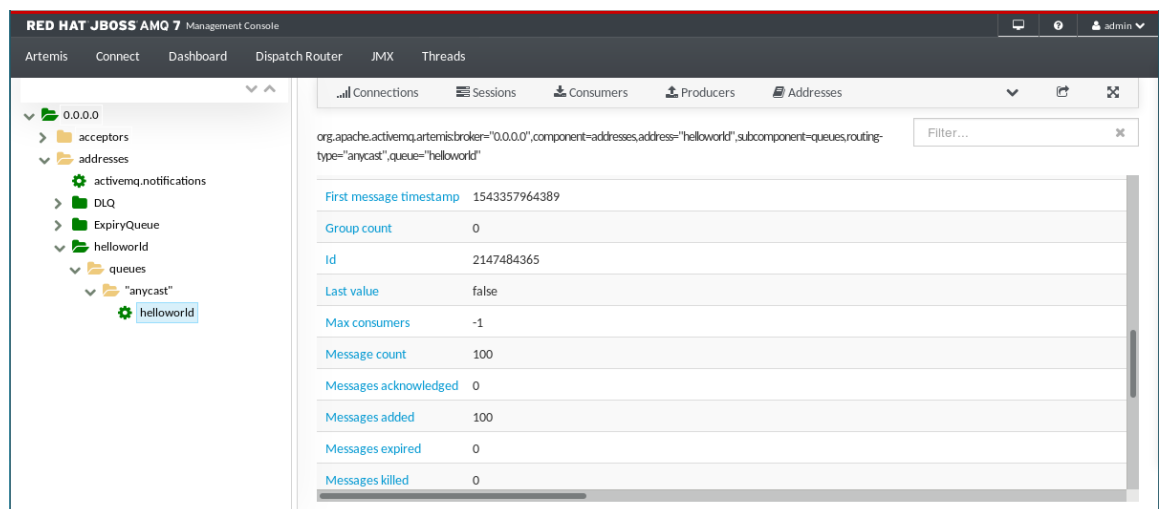 RED HAT JBOSS AMQ 7 Management Console
admin
Artemis Connect Dashboard Dispatch Router JMX Threads
Connections Sessions Consumers Producers Addresses
0.0.0.0
acceptors
addresses
activemq.notifications
DLQ
ExpiryQueue
helloworld
queues
"anycast"
helloworld
org.apache.activemq.artemis:broker="0.0.0.0",component=addresses,address="helloworld",subcomponent=queues,routing-
type="anycast",queue="helloworld"
Filter...
First message timestamp 1543357964389
Group count 0
Id 2147484365
Last value false
Max consumers -1
Message count 100
Messages acknowledged 0
Messages added 100
Messages expired 0
Messages killed 0